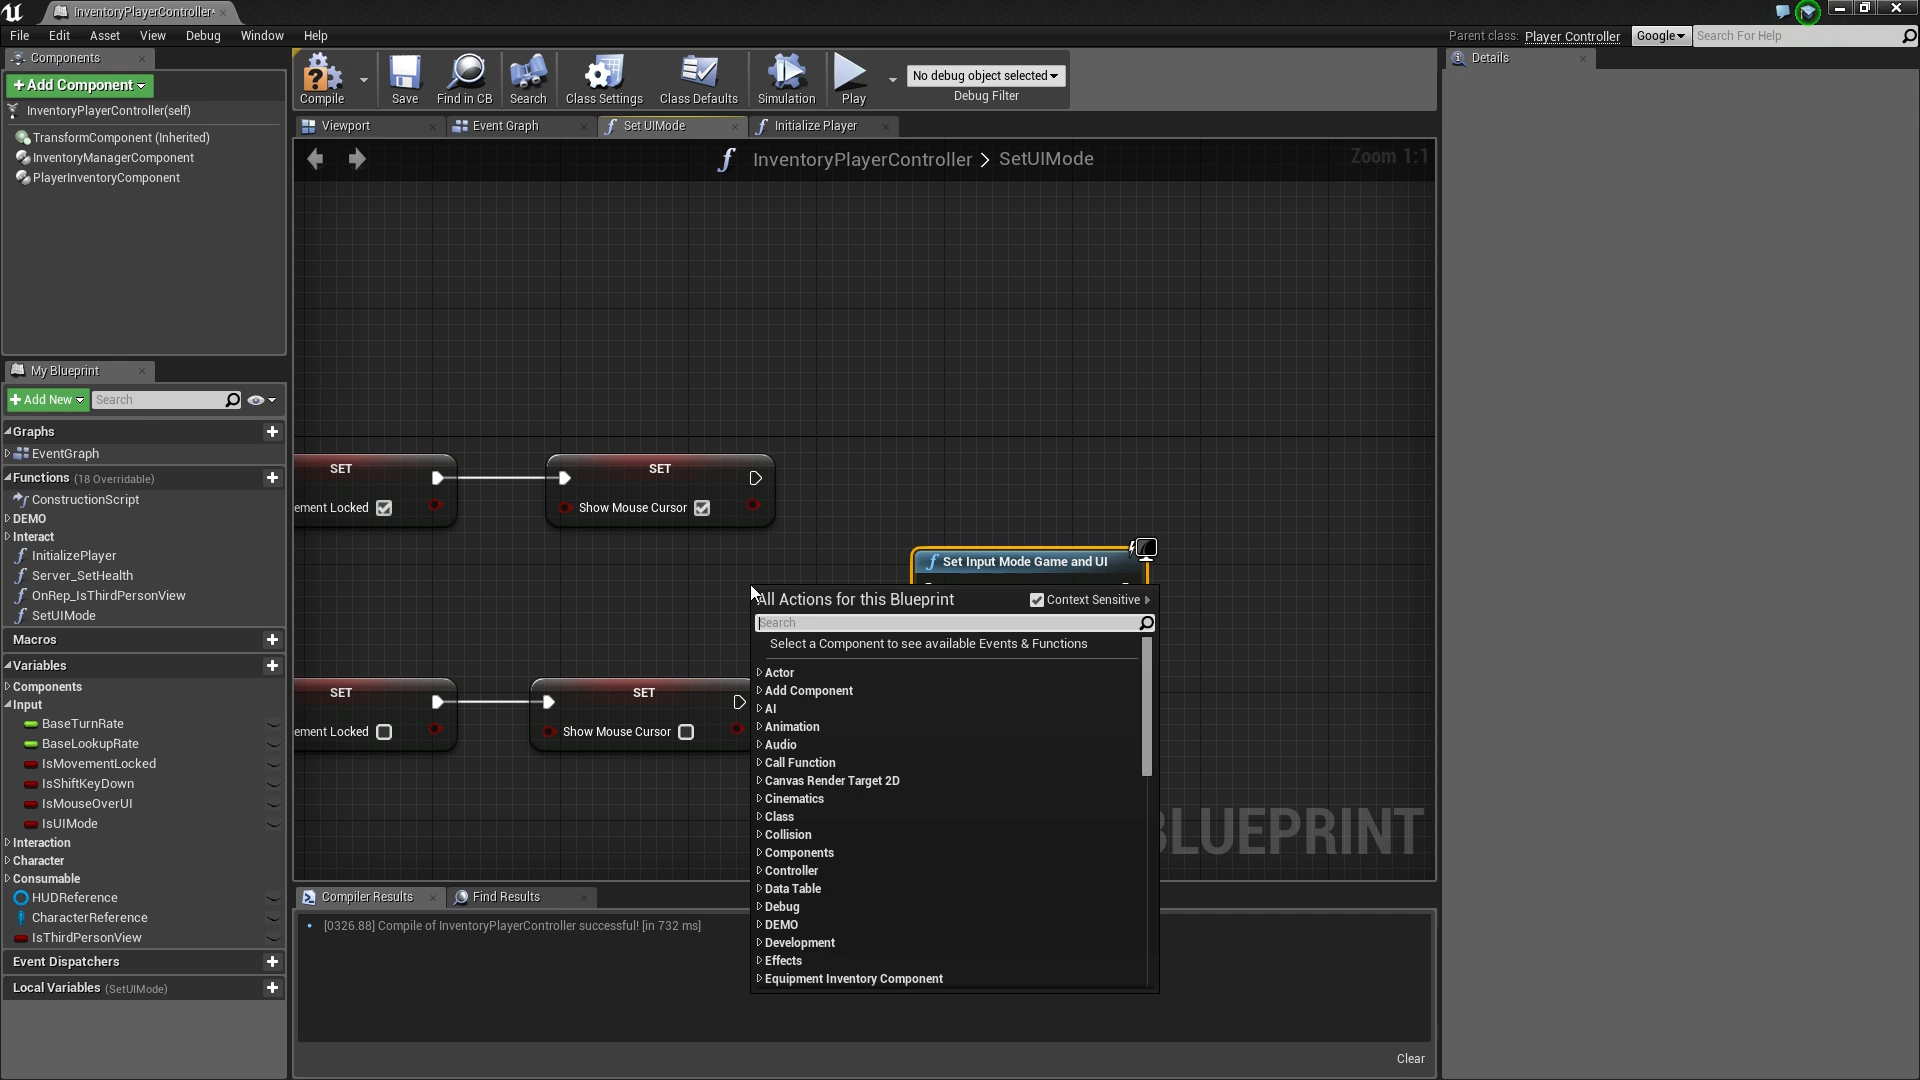 InventoryPlayerController*
File Edit Asset View Debug Window Help
Parent class: Player Controller Google Search For Help
Components
Details
Add Component
Compile Save Find in CB Search Class Settings Class Defaults Simulation Play
No debug object selected
Debug Filter
InventoryPlayerController(self)
TransformComponent (Inherited)
InventoryManagerComponent
PlayerInventoryComponent
Viewport Event Graph Set UIMode Initialize Player
InventoryPlayerController > SetUIMode
Zoom 1:1
My Blueprint
Add New Search
Graphs
EventGraph
Functions (18 Overridable)
ConstructionScript
DEMO
Interact
InitializePlayer
Server_SetHealth
OnRep_IsThirdPersonView
SetUIMode
Macros
Variables
Components
Input
BaseTurnRate
BaseLookupRate
IsMovementLocked
IsShiftKeyDown
IsMouseOverUI
IsUIMode
Interaction
Character
Consumable
HUDReference
CharacterReference
IsThirdPersonView
Event Dispatchers
Local Variables (SetUIMode)
SET
ement Locked
SET
Show Mouse Cursor
SET
ement Locked
SET
Show Mouse Cursor
Set Input Mode Game and UI
All Actions for this Blueprint
Context Sensitive
Search
Select a Component to see available Events & Functions
Actor
Add Component
AI
Animation
Audio
Call Function
Canvas Render Target 2D
Cinematics
Class
Collision
Components
Controller
Data Table
Debug
DEMO
Development
Effects
Equipment Inventory Component
BLUEPRINT
Compiler Results Find Results
[0326.88] Compile of InventoryPlayerController successful! [in 732 ms]
Clear